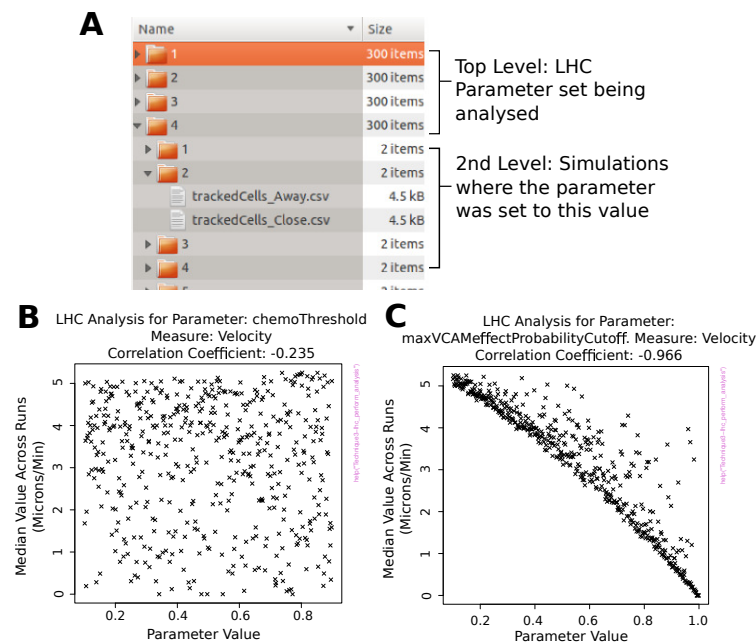 A
Name
Size
1
300 items
2
300 items
3
300 items
4
300 items
1
2 items
2
2 items
trackedCells_Away.csv
4.5 kB
trackedCells_Close.csv
4.5 kB
3
2 items
4
2 items
Top Level: LHC
Parameter set being
analysed
2nd Level: Simulations
where the parameter
was set to this value
B
LHC Analysis for Parameter: chemoThreshold
Measure: Velocity
Correlation Coefficient: -0.235
Median Value Across Runs
(Microns/Min)
5
4
3
2
1
0
0.2
0.4
0.6
0.8
Parameter Value
help("Technique3-lhc_perform_analysis")
C
LHC Analysis for Parameter:
maxVCAMeffectProbabilityCutoff. Measure: Velocity
Correlation Coefficient: -0.966
Median Value Across Runs
(Microns/Min)
5
4
3
2
1
0
0.2
0.4
0.6
0.8
1.0
Parameter Value
help("Technique3-lhc_perform_analysis")